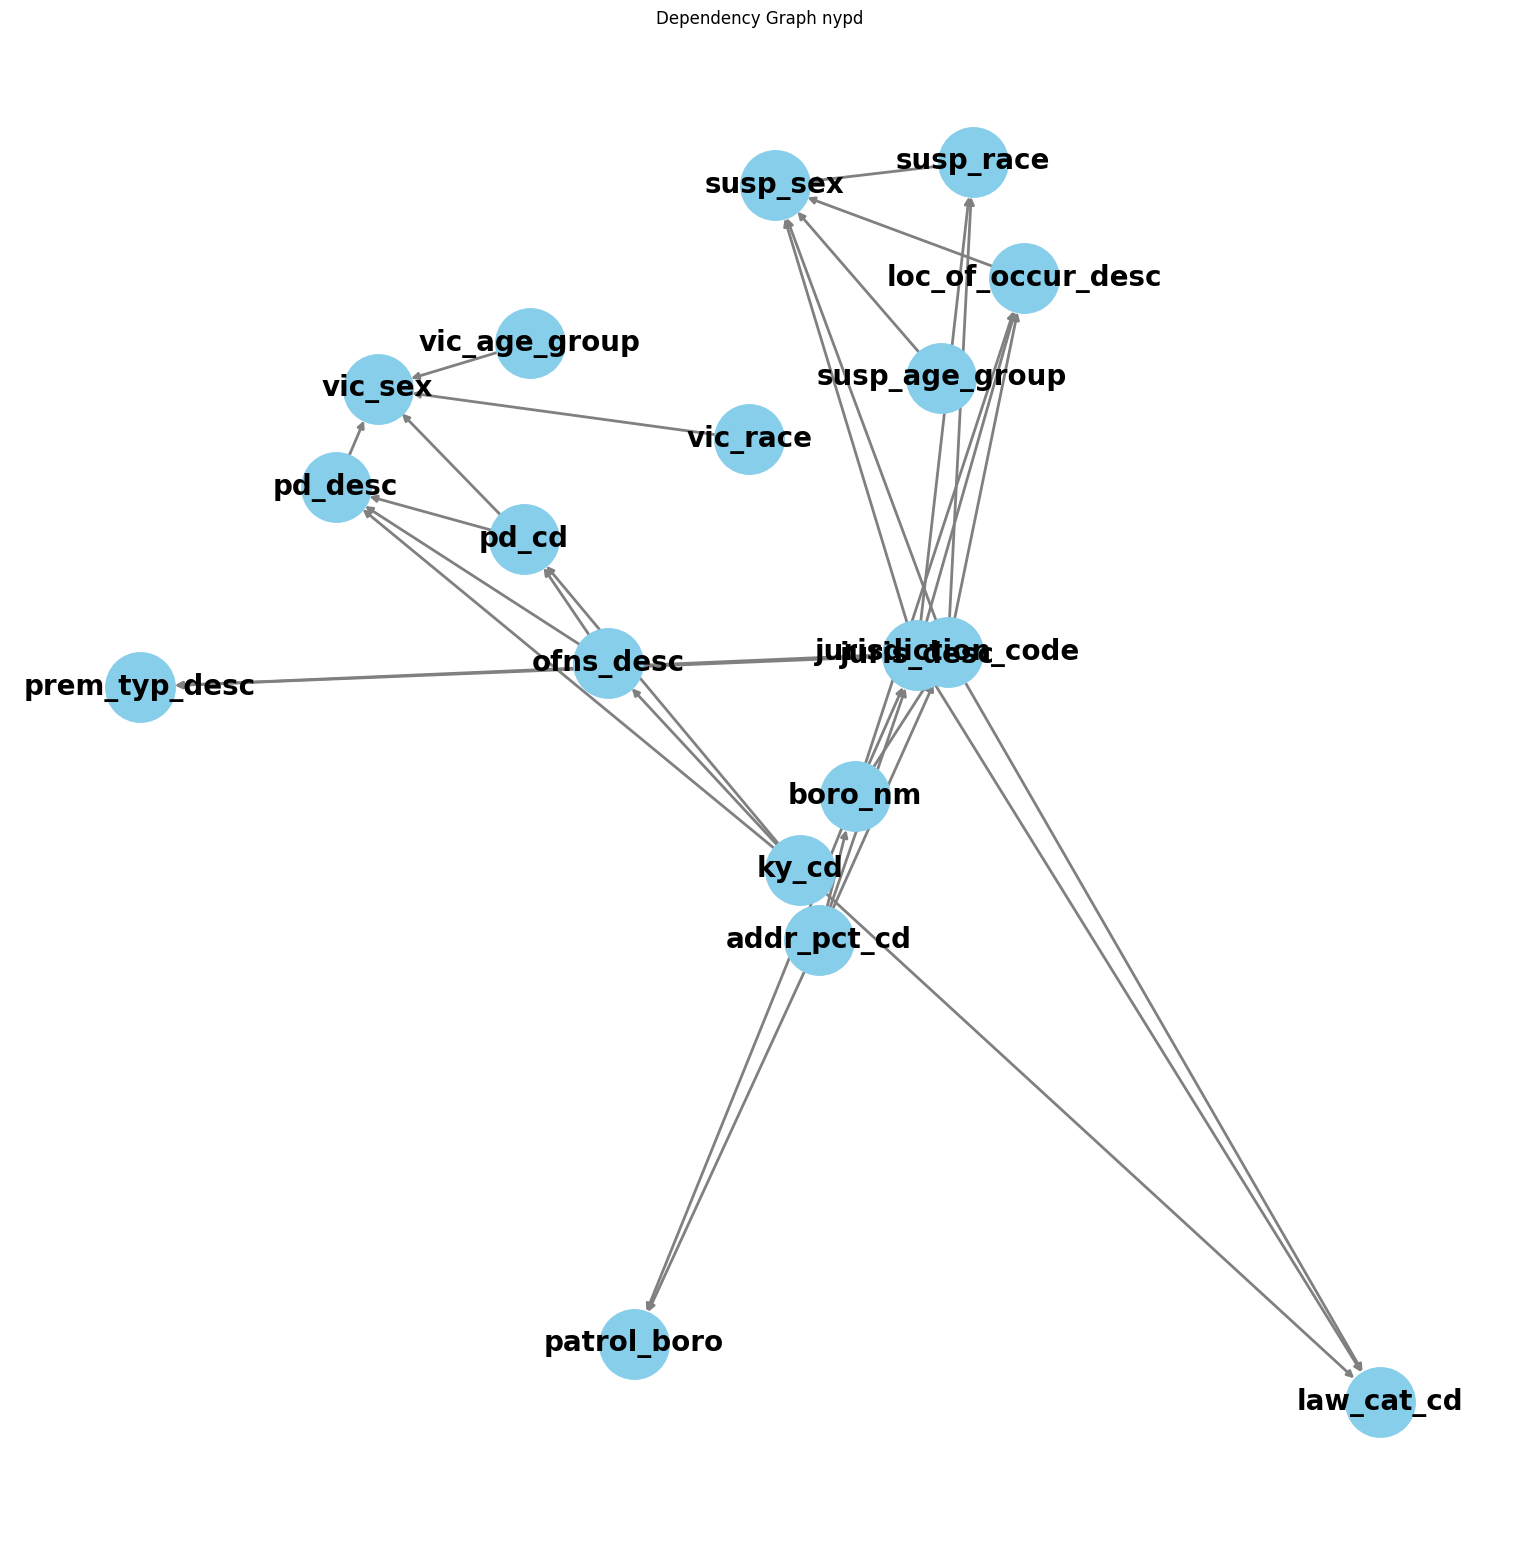 Dependency Graph nypd
susp_race
susp_sex
loc_of_occur_desc
vic_age_group
susp_age_group
vic_sex
vic_race
pd_desc
pd_cd
jurisdiction_code
juris_desc
ofns_desc
prem_typ_desc
boro_nm
ky_cd
addr_pct_cd
patrol_boro
law_cat_cd